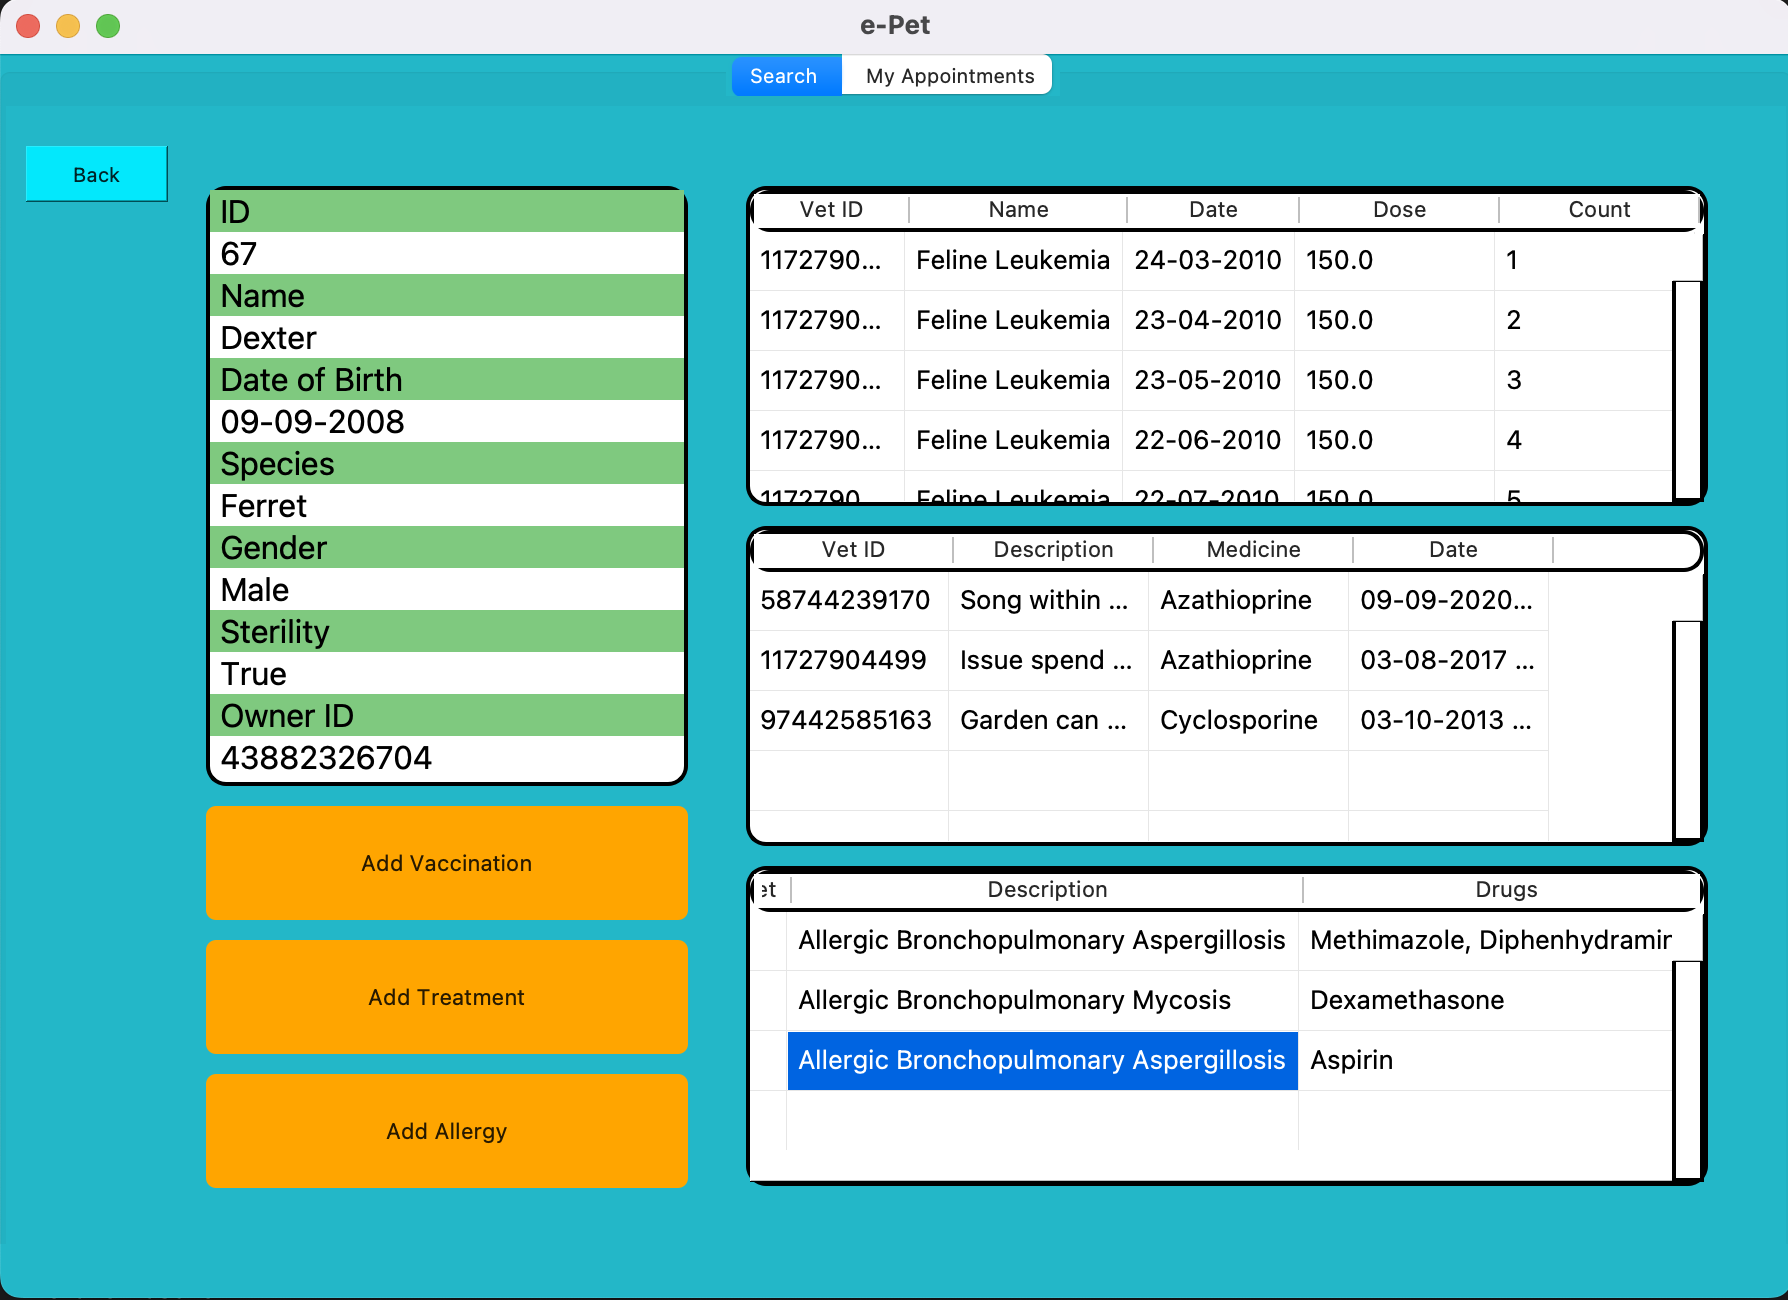 e-Pet
Search My Appointments
Back
ID
67
Name
Dexter
Date of Birth
09-09-2008
Species
Ferret
Gender
Male
Sterility
True
Owner ID
43882326704
Add Vaccination
Add Treatment
Add Allergy
Vet ID Name Date Dose Count
1172790... Feline Leukemia 24-03-2010 150.0 1
1172790... Feline Leukemia 23-04-2010 150.0 2
1172790... Feline Leukemia 23-05-2010 150.0 3
1172790... Feline Leukemia 22-06-2010 150.0 4
1172790... Feline Leukemia 22-07-2010 150.0 5
Vet ID Description Medicine Date
58744239170 Song within ... Azathioprine 09-09-2020...
11727904499 Issue spend ... Azathioprine 03-08-2017 ...
97442585163 Garden can ... Cyclosporine 03-10-2013 ...
et Description Drugs
Allergic Bronchopulmonary Aspergillosis Methimazole, Diphenhydramin
Allergic Bronchopulmonary Mycosis Dexamethasone
Allergic Bronchopulmonary Aspergillosis Aspirin